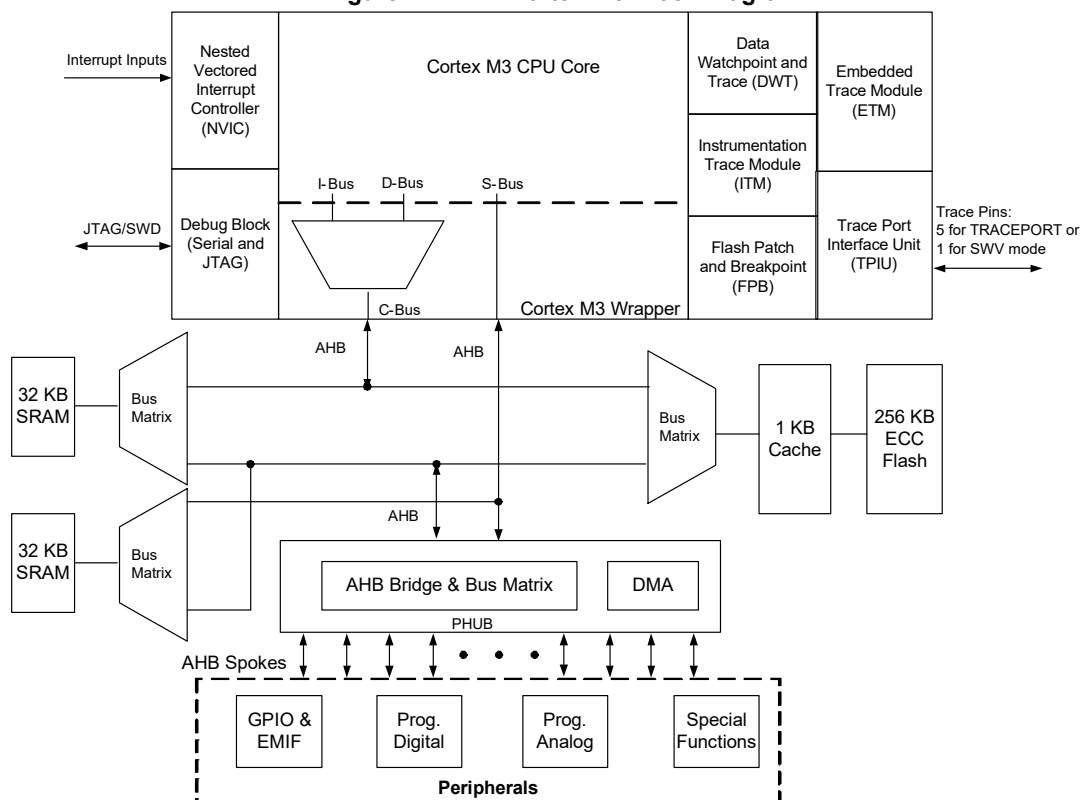 Interrupt Inputs
Nested
Vectored
Interrupt
Controller
(NVIC)
Cortex M3 CPU Core
Data
Watchpoint and
Trace (DWT)
Embedded
Trace Module
(ETM)
Instrumentation
Trace Module
(ITM)
I-Bus
D-Bus
S-Bus
JTAG/SWD
Debug Block
(Serial and
JTAG)
Flash Patch
and Breakpoint
(FPB)
Trace Port
Interface Unit
(TPIU)
Trace Pins:
5 for TRACEPORT or
1 for SWV mode
C-Bus
Cortex M3 Wrapper
AHB
AHB
32 KB
SRAM
Bus
Matrix
Bus
Matrix
1 KB
Cache
256 KB
ECC
Flash
AHB
32 KB
SRAM
Bus
Matrix
AHB Bridge & Bus Matrix
DMA
PHUB
AHB Spokes
GPIO &
EMIF
Prog.
Digital
Prog.
Analog
Special
Functions
Peripherals